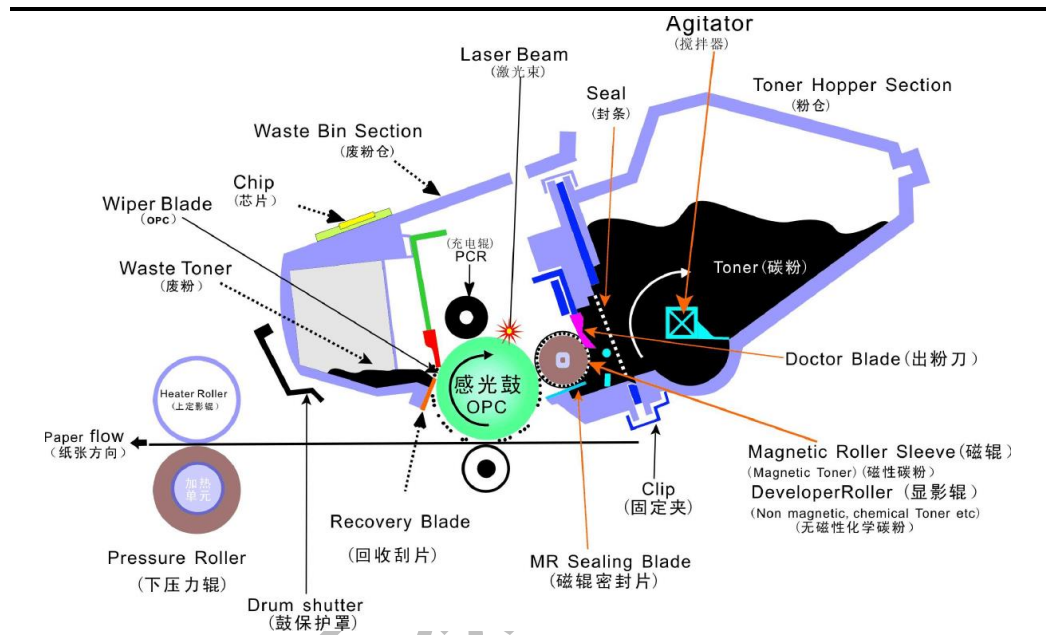 Agitator
(搅拌器)
Laser Beam
(激光束)
Seal
(封条)
Toner Hopper Section
(粉仓)
Waste Bin Section
(废粉仓)
Chip
(芯片)
Wiper Blade
(OPC)
(充电辊)
PCR
Waste Toner
(废粉)
Toner(碳粉)
Doctor Blade(出粉刀)
感光鼓
OPC
Heater Roller
(上定影辊)
Paper flow
(纸张方向)
Magnetic Roller Sleeve(磁辊)
(Magnetic Toner)(磁性碳粉)
DeveloperRoller (显影辊)
(Non magnetic, chemical Toner etc)
(无磁性化学碳粉)
加热
单元
Clip
(固定夹)
Recovery Blade
(回收刮片)
Pressure Roller
(下压力辊)
MR Sealing Blade
(磁辊密封片)
Drum shutter
(鼓保护罩)